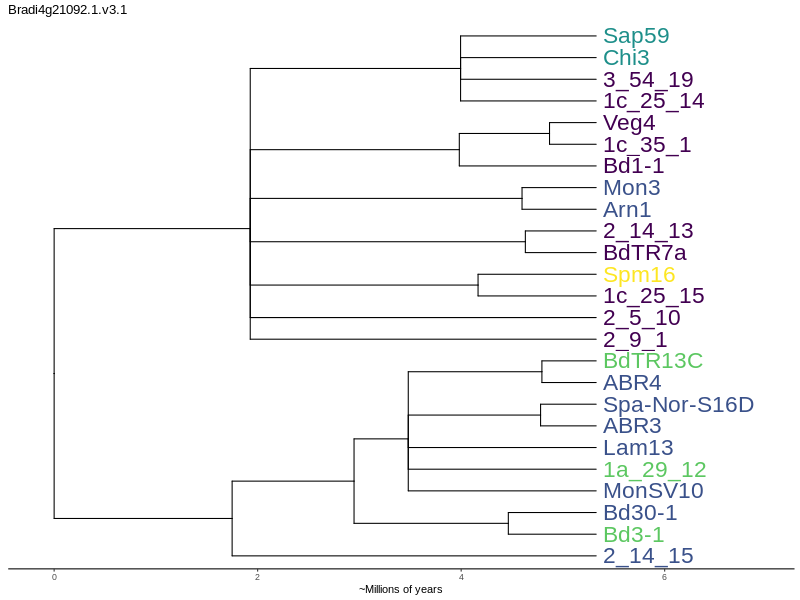 Bradi4g21092.1.v3.1
Sap59
Chi3
3_54_19
1c_25_14
Veg4
1c_35_1
Bd1-1
Mon3
Arn1
2_14_13
BdTR7a
Spm16
1c_25_15
2_5_10
2_9_1
BdTR13C
ABR4
Spa-Nor-S16D
ABR3
Lam13
1a_29_12
MonSV10
Bd30-1
Bd3-1
2_14_15
0 2 4 6
~Millions of years